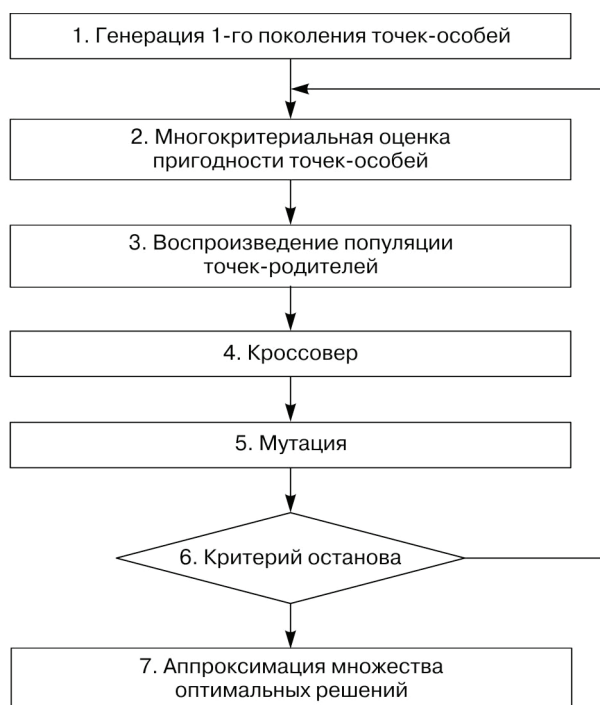 1. Генерация 1-го поколения точек-особей
2. Многокритериальная оценка
пригодности точек-особей
3. Воспроизведение популяции
точек-родителей
4. Кроссовер
5. Мутация
6. Критерий останова
7. Аппроксимация множества
оптимальных решений